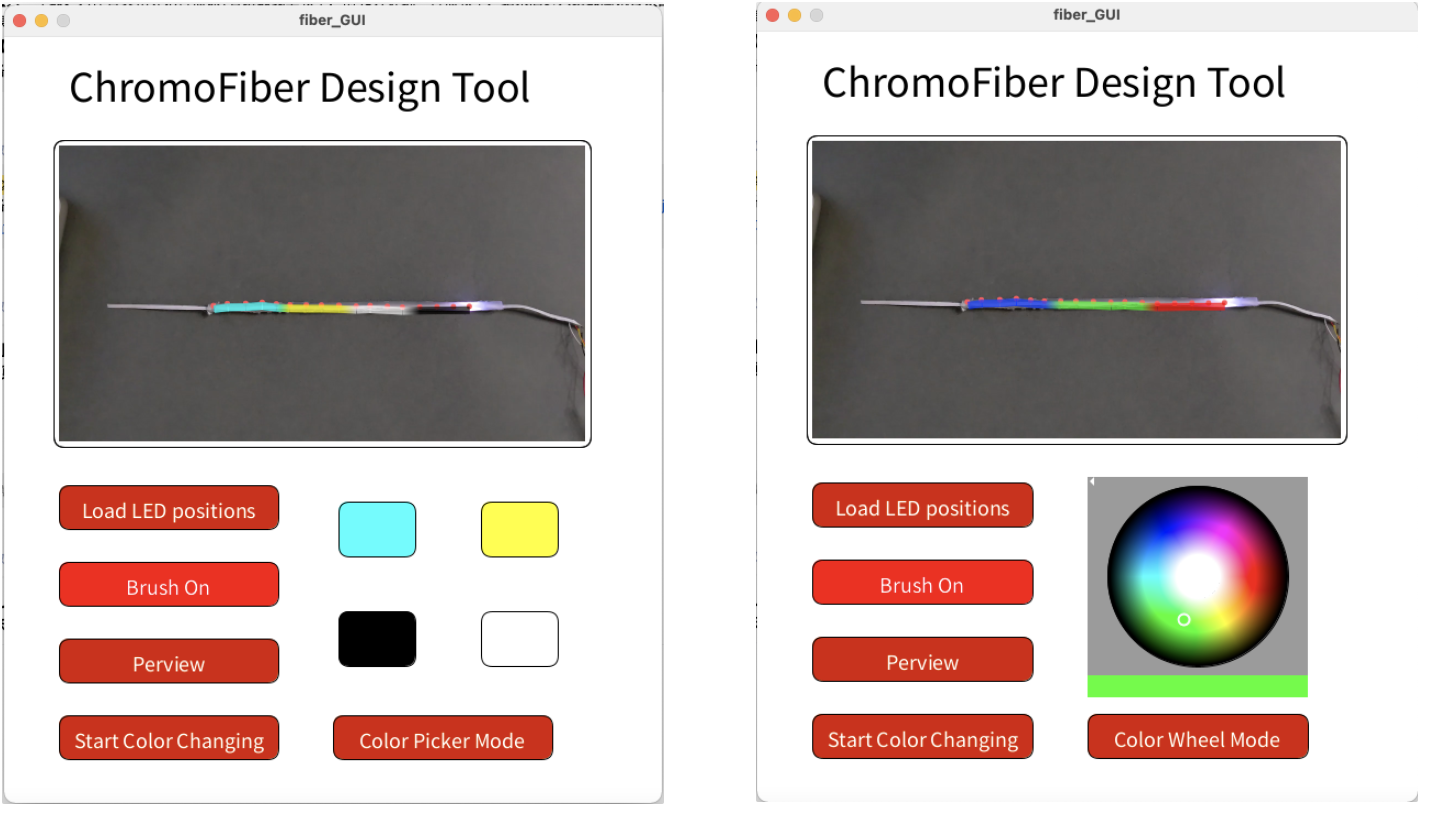 fiber_GUI
ChromoFiber Design Tool
Load LED positions
Brush On
Perview
Start Color Changing
Color Picker Mode
fiber_GUI
ChromoFiber Design Tool
Load LED positions
Brush On
Perview
Start Color Changing
Color Wheel Mode